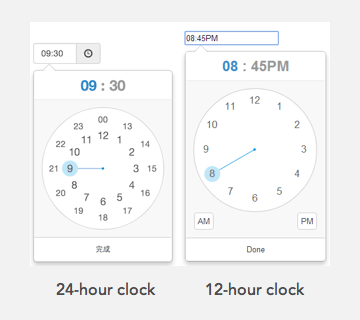 09:30
09 : 30
00
23 13
12
22 11 1 14
10 2
21 9 3 15
20 8 4 16
7 5
19 6 17
18
完成
24-hour clock
08:45PM
08 : 45PM
12
11 1
10 2
9 3
8 4
7 5
6
AM PM
Done
12-hour clock